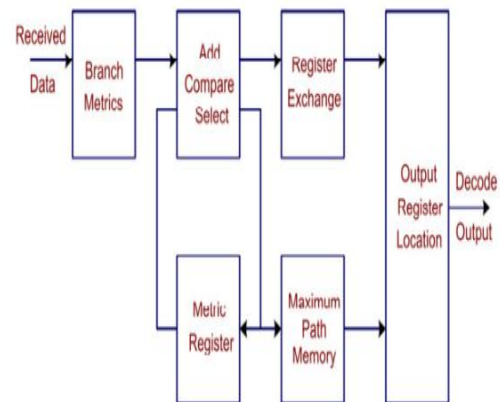 Received
Data
Branch
Metrics
Add
Compare
Select
Register
Exchange
Output
Register
Location
Decode
Output
Metric
Register
Maximum
Path
Memory